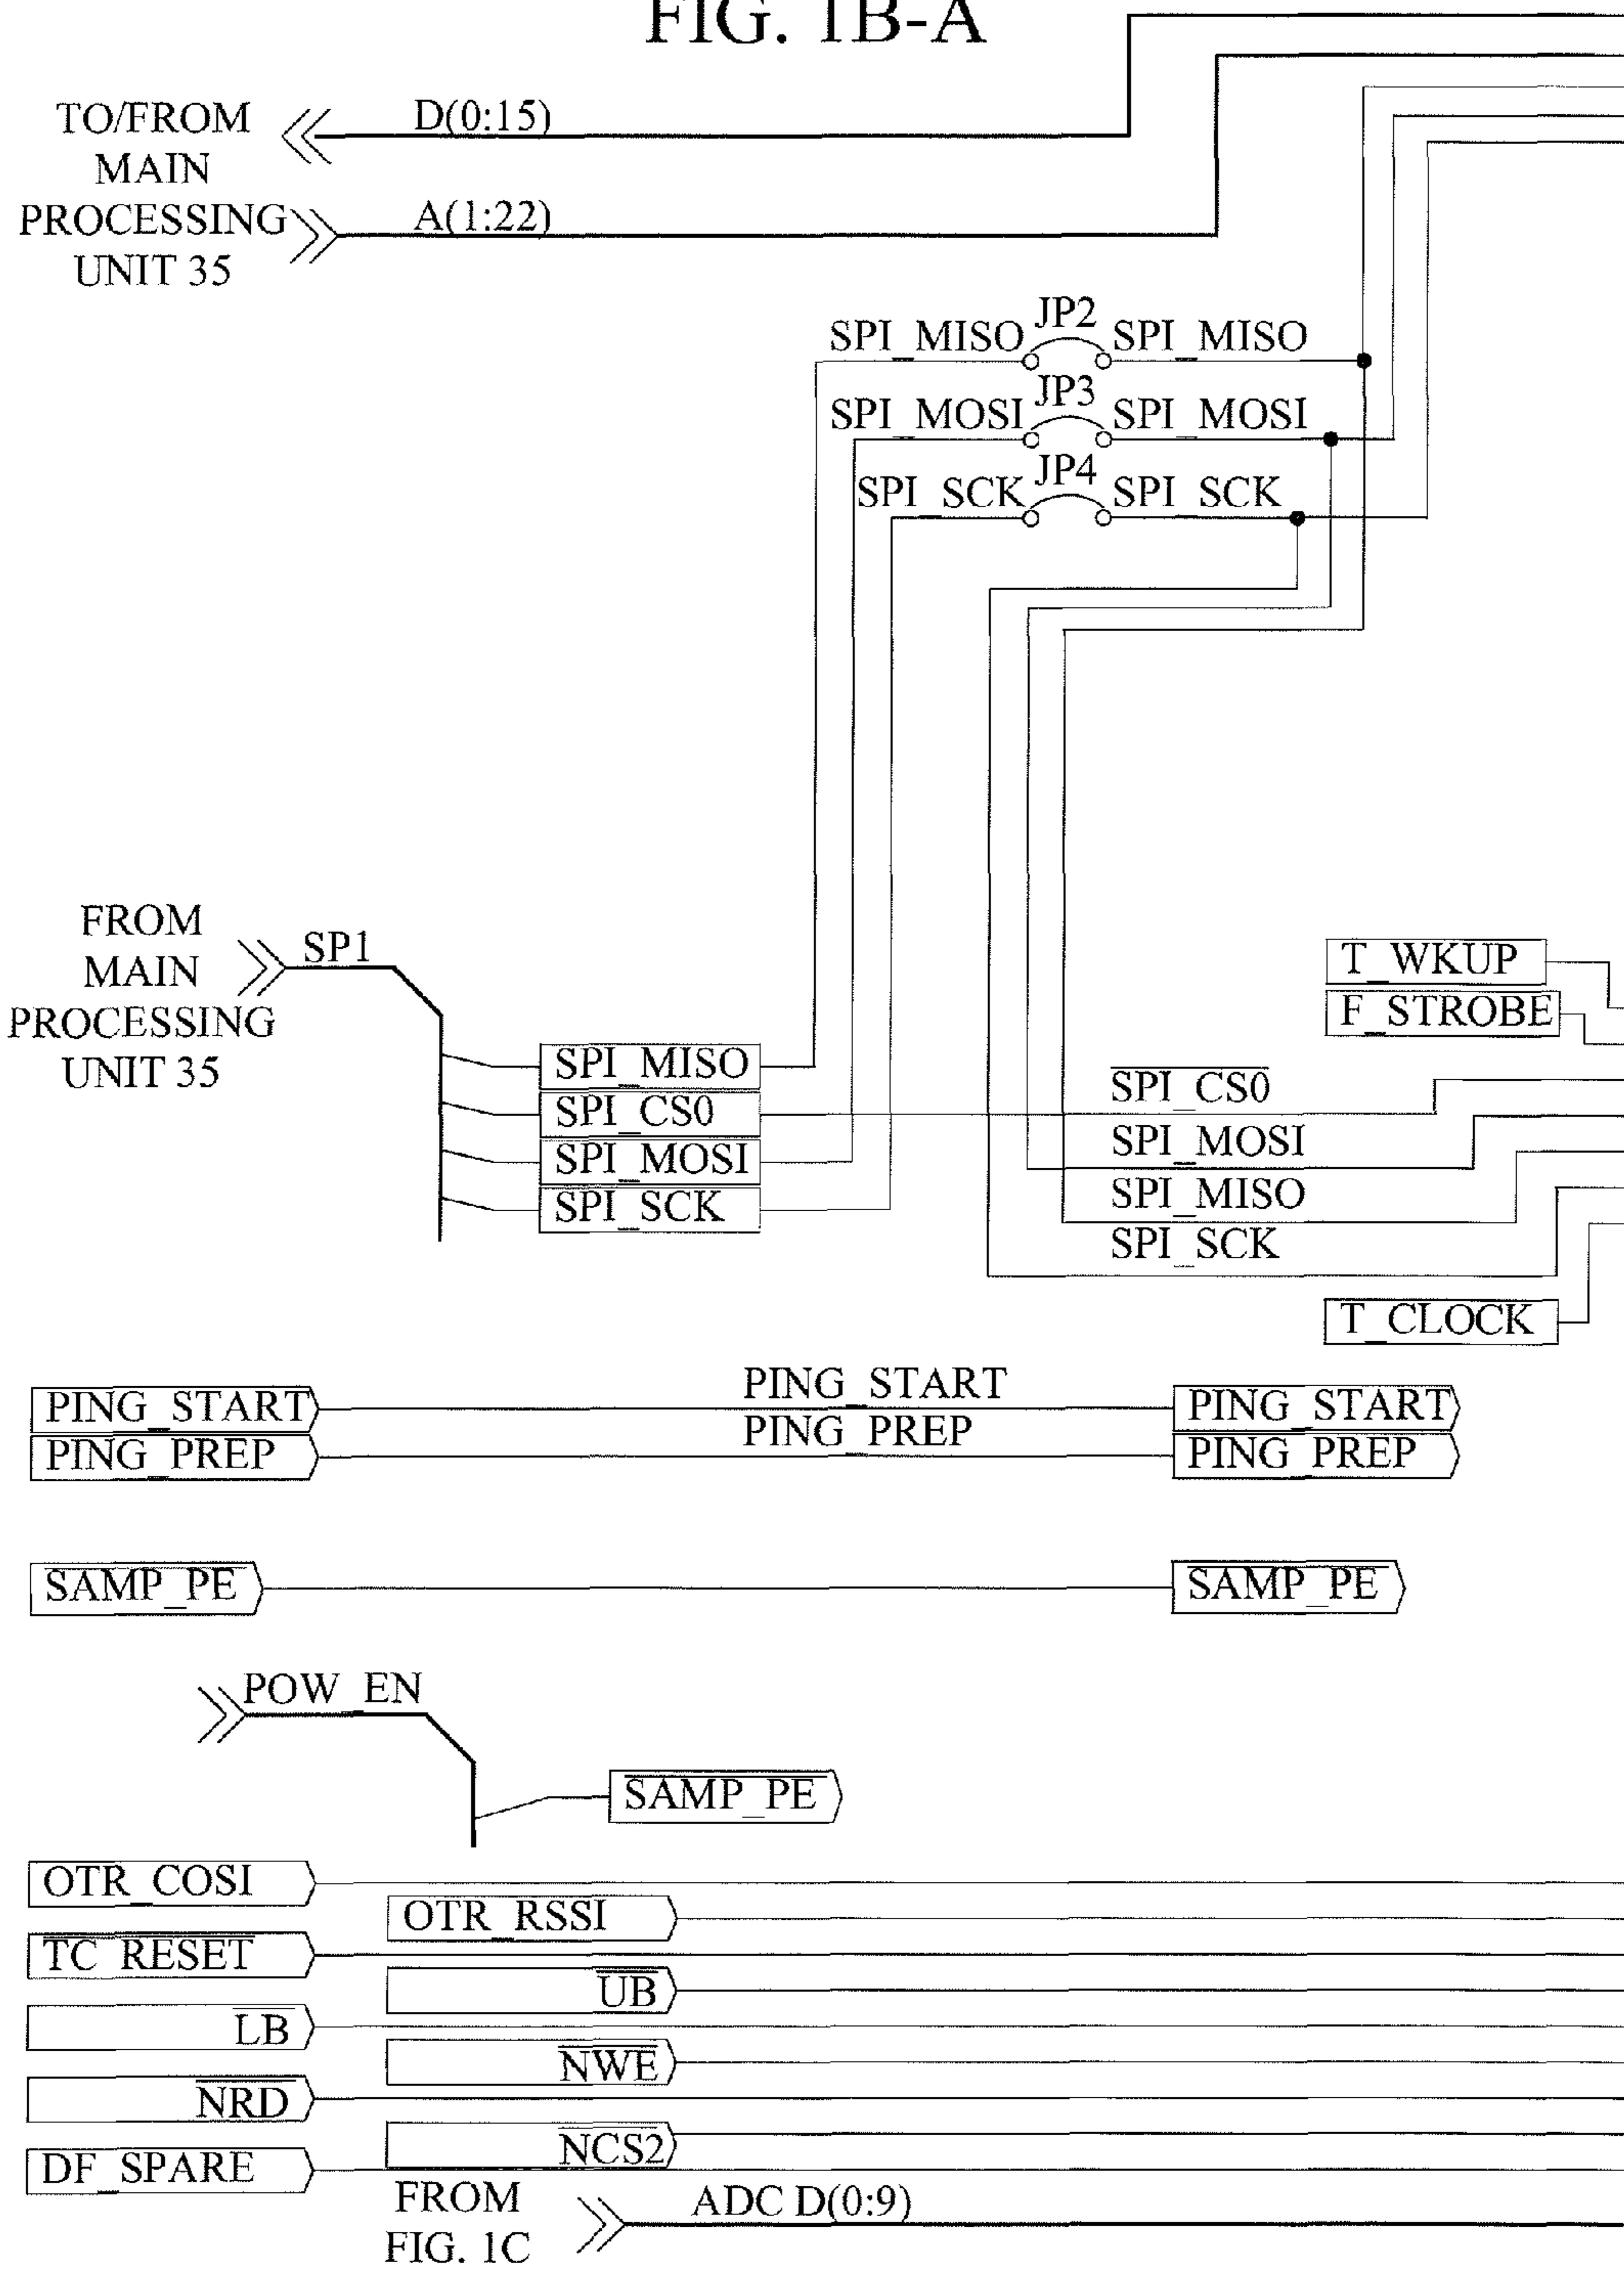 FIG. 1B-A
TO/FROM
MAIN
PROCESSING
UNIT 35
D(0:15)
A(1:22)
SPI_MISO JP2 SPI_MISO
SPI_MOSI JP3 SPI_MOSI
SPI_SCK JP4 SPI_SCK
FROM
MAIN
PROCESSING
UNIT 35
SP1
T_WKUP
F_STROBE
SPI_MISO
SPI_CS0
SPI_MOSI
SPI_SCK
SPI_CS0
SPI_MOSI
SPI_MISO
SPI_SCK
T_CLOCK
PING_START PING_START PING_START
PING_PREP PING_PREP PING_PREP
SAMP_PE SAMP_PE
POW_EN
SAMP_PE
OTR_COSI
OTR_RSSI
TC_RESET
UB
LB
NWE
NRD
NCS2
DF_SPARE
FROM
FIG. 1C
ADC D(0:9)